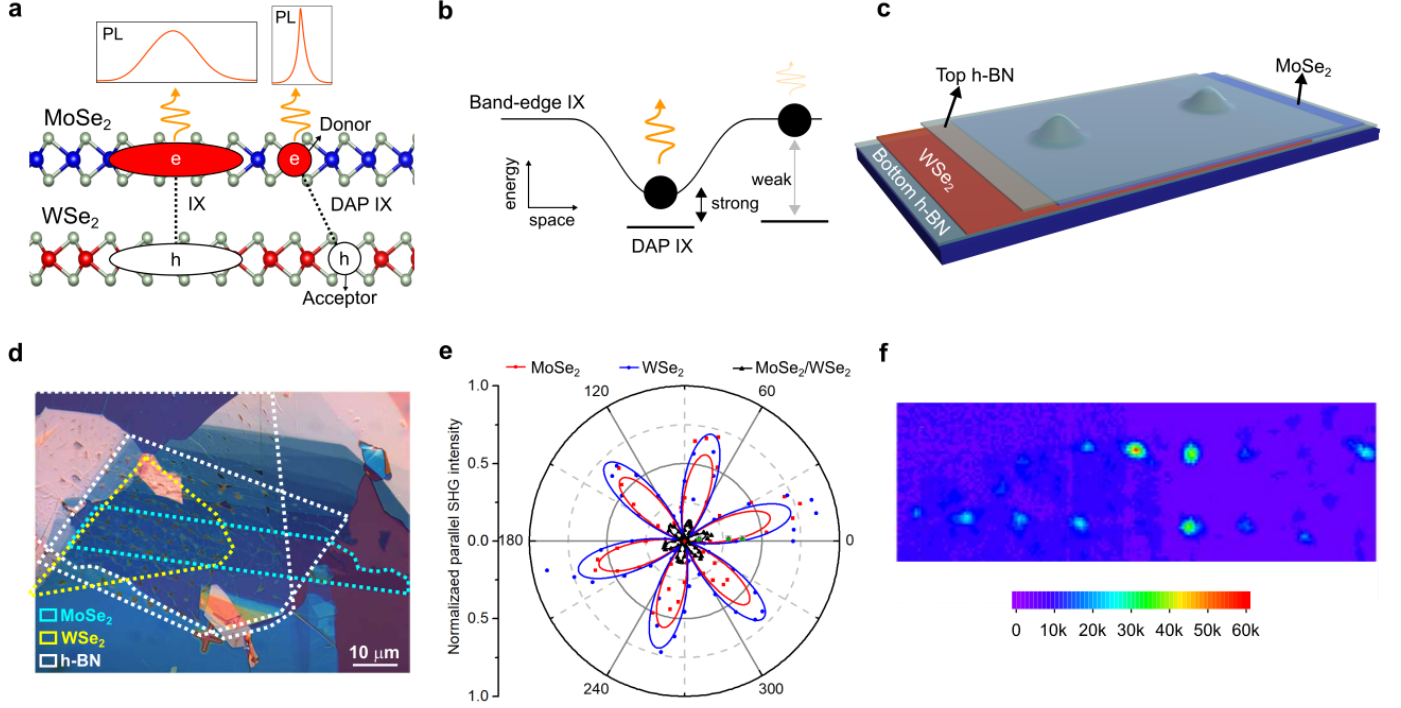 a
PL
PL
MoSe₂
Donor
e
e
IX
DAP IX
WSe₂
h
h
Acceptor
b
Band-edge IX
energy
space
strong
weak
DAP IX
c
Top h-BN
MoSe₂
WSe₂
Bottom h-BN
d
MoSe₂
WSe₂
h-BN
10 μm
e
MoSe₂ WSe₂ MoSe₂/WSe₂
Normalizaed parallel SHG intensity
1.0
0.5
0.0
0.5
1.0
120
60
180
0
240
300
f
0 10k 20k 30k 40k 50k 60k